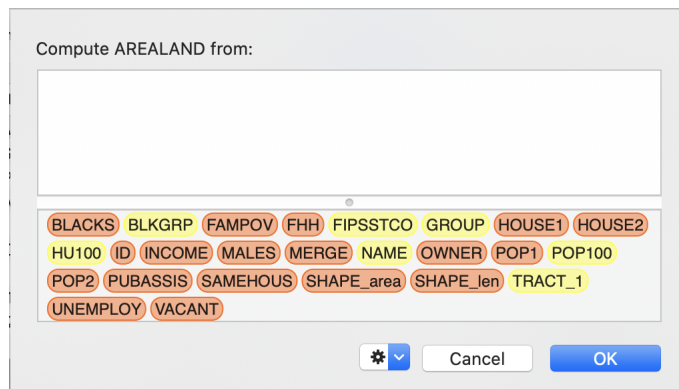 Compute AREALAND from:
BLACKS BLKGRP FAMPOV FHH FIPSSTCO GROUP HOUSE1 HOUSE2
HU100 ID INCOME MALES MERGE NAME OWNER POP1 POP100
POP2 PUBASSIS SAMEHOUS SHAPE_area SHAPE_len TRACT_1
UNEMPLOY VACANT
Cancel OK